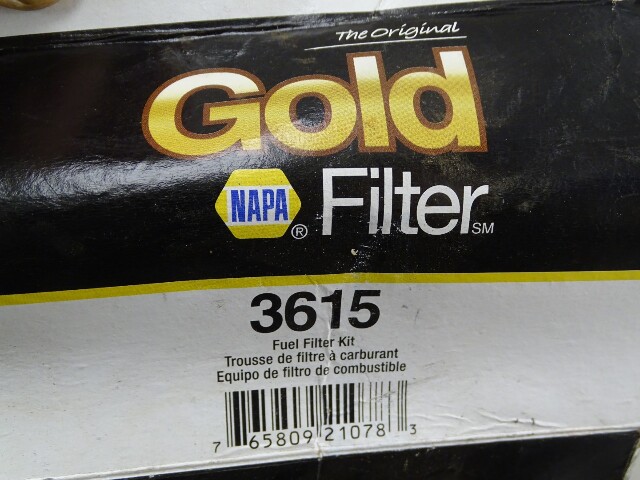 The Original
Gold
NAPA ® Filter SM
3615
Fuel Filter Kit
Trousse de filtre à carburant
Equipo de filtro de combustible
7 65809 21078 3